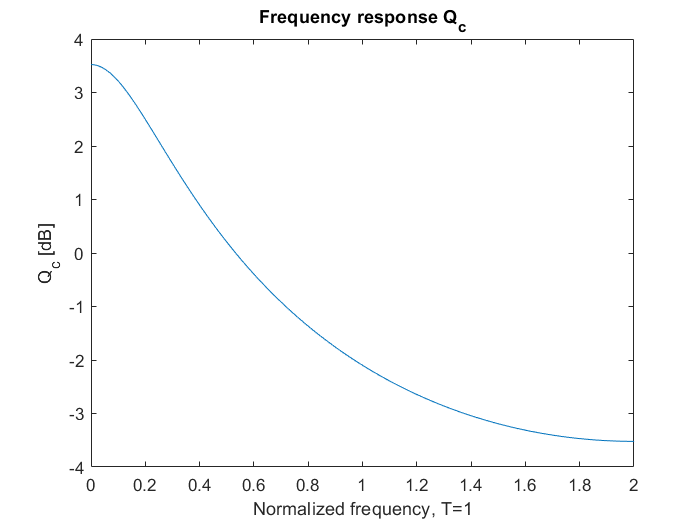 Frequency response Q_c
Q_c [dB]
4
3
2
1
0
-1
-2
-3
-4
0 0.2 0.4 0.6 0.8 1 1.2 1.4 1.6 1.8 2
Normalized frequency, T=1